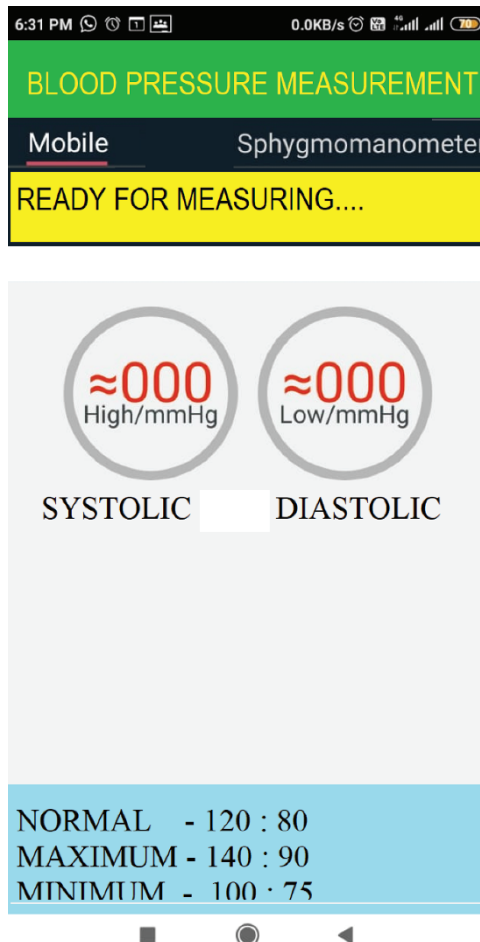 6:31 PM 0.0KB/s 4G 70
BLOOD PRESSURE MEASUREMENT
Mobile Sphygmomanometer
READY FOR MEASURING....
≈000 ≈000
High/mmHg Low/mmHg
SYSTOLIC DIASTOLIC
NORMAL - 120 : 80
MAXIMUM - 140 : 90
MINIMUM - 100 : 75